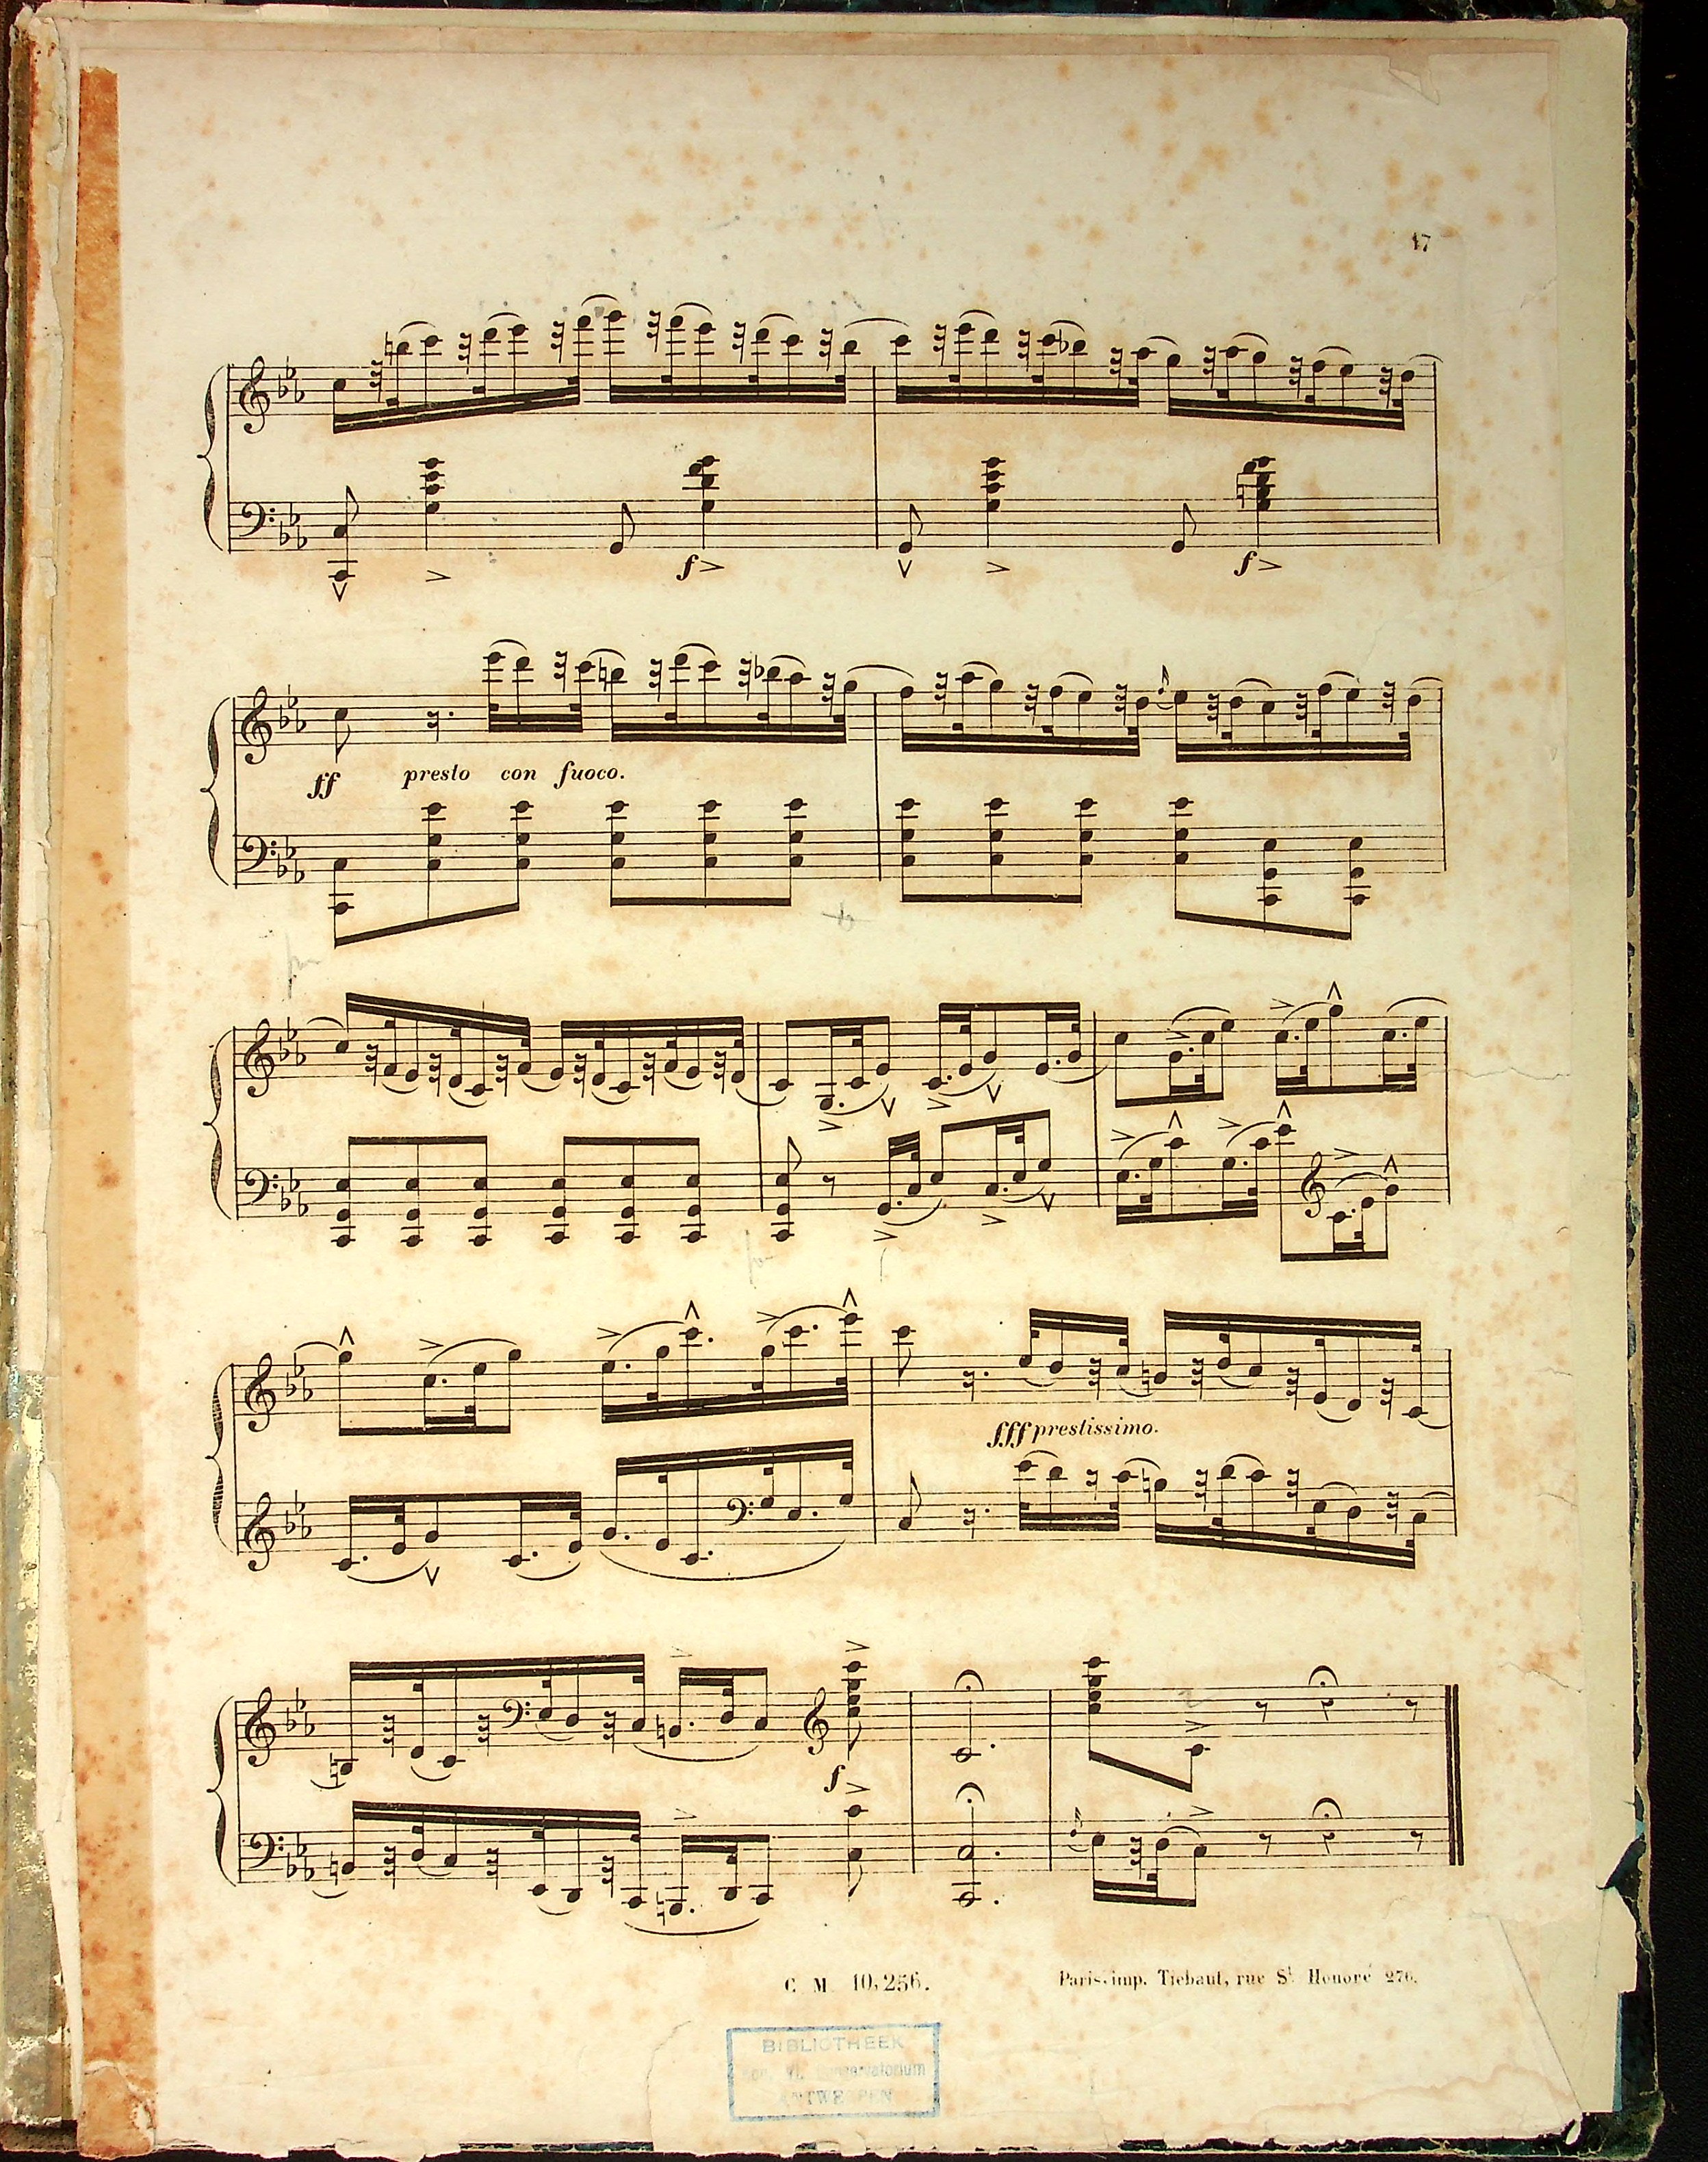 17
f f
ff presto con fuoco.
fff prestissimo.
f
C M 10,256. Paris, imp. Tiebaut, rue St Honoré 276.
BIBLIOTHEEK
Vl. Conservatorium
ANTWERPEN